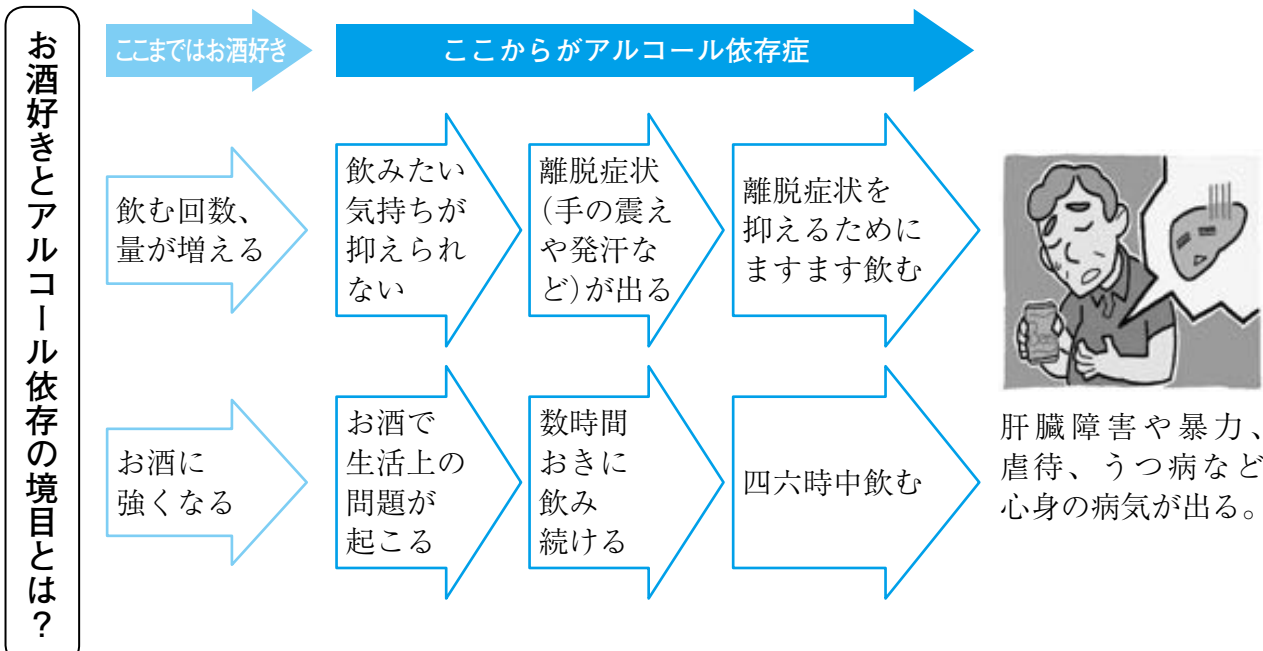 お酒好きとアルコール依存の境目とは？
ここまではお酒好き
ここからがアルコール依存症
飲む回数、
量が増える
飲みたい
気持ちが
抑えられ
ない
離脱症状
(手の震え
や発汗な
ど)が出る
離脱症状を
抑えるために
ますます飲む
お酒に
強くなる
お酒で
生活上の
問題が
起こる
数時間
おきに
飲み
続ける
四六時中飲む
肝臓障害や暴力、
虐待、うつ病など
心身の病気が出る。